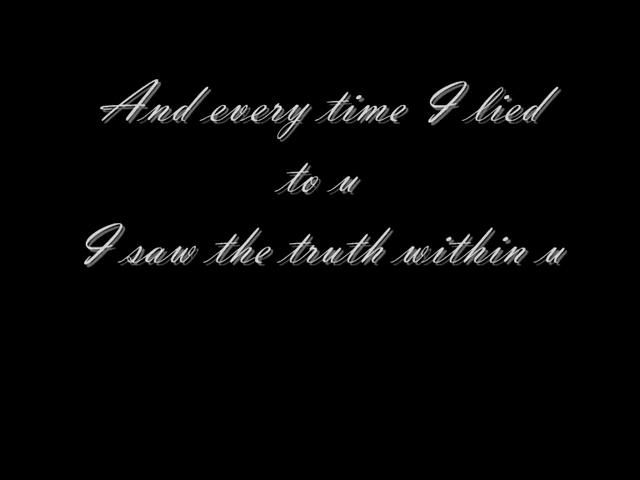 And every time I lied
to u
I saw the truth within u